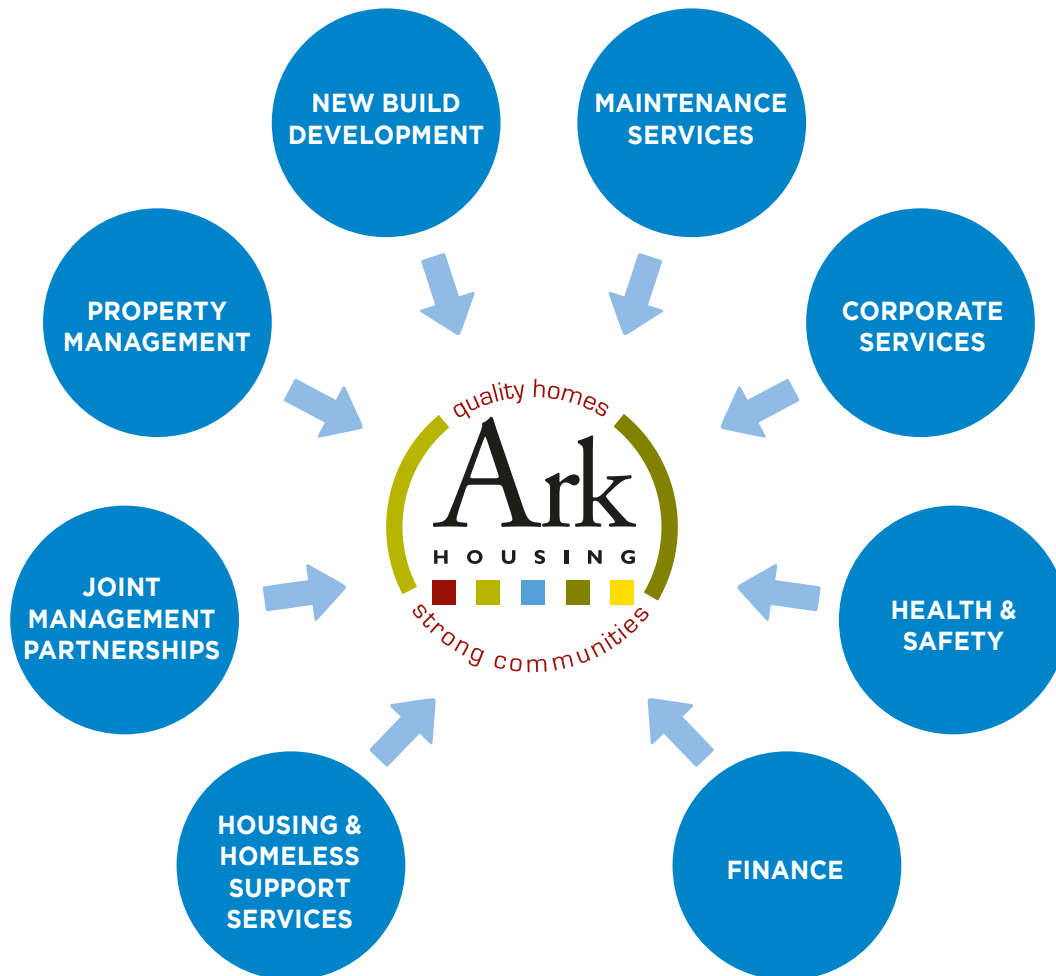 NEW BUILD
DEVELOPMENT
MAINTENANCE
SERVICES
PROPERTY
MANAGEMENT
CORPORATE
SERVICES
quality homes
Ark
HOUSING
strong communities
JOINT
MANAGEMENT
PARTNERSHIPS
HEALTH &
SAFETY
HOUSING &
HOMELESS
SUPPORT
SERVICES
FINANCE